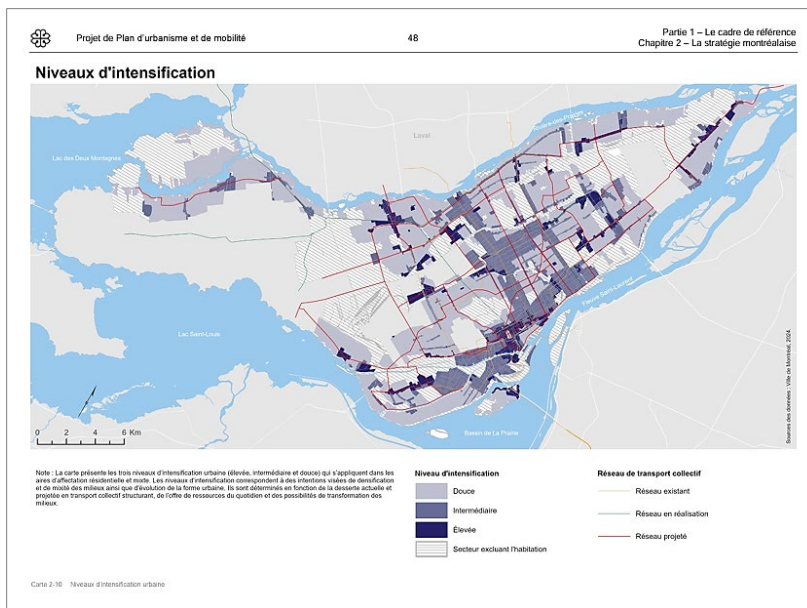 Projet de Plan d'urbanisme et de mobilité
48
Partie 1 – Le cadre de référence
Chapitre 2 – La stratégie montréalaise
Niveaux d'intensification
Lac des Deux Montagnes
Laval
Rivière-des-Prairies
Fleuve Saint-Laurent
Lac Saint-Louis
Bassin de La Prairie
0 2 4 6 Km
Sources des données : Ville de Montréal, 2024.
Note : La carte présente les trois niveaux d'intensification urbaine (élevée, intermédiaire et douce) qui s'appliquent dans les
aires d'affectation résidentielle et mixte. Les niveaux d'intensification correspondent à des intentions visées de densification
et de mixité des milieux ainsi que d'évolution de la forme urbaine. Ils sont déterminés en fonction de la desserte actuelle et
projetée en transport collectif structurant, de l'offre de ressources du quotidien et des possibilités de transformation des
milieux.
Niveau d'intensification
Douce
Intermédiaire
Élevée
Secteur excluant l'habitation
Réseau de transport collectif
Réseau existant
Réseau en réalisation
Réseau projeté
Carte 2-18 Niveaux d'intensification urbaine